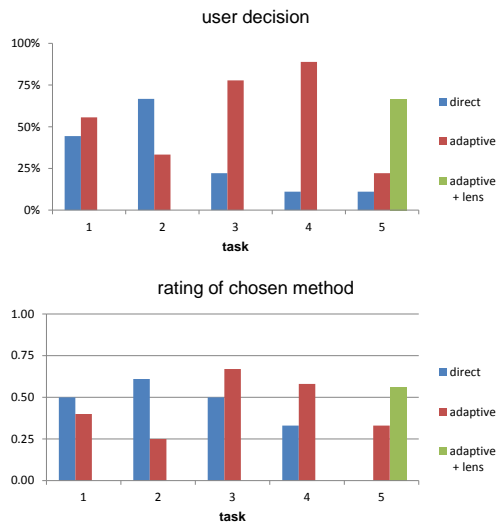 user decision
100%
75%
50%
25%
0%
1 2 3 4 5
task
direct
adaptive
adaptive
+ lens
rating of chosen method
1.00
0.75
0.50
0.25
0.00
1 2 3 4 5
task
direct
adaptive
adaptive
+ lens